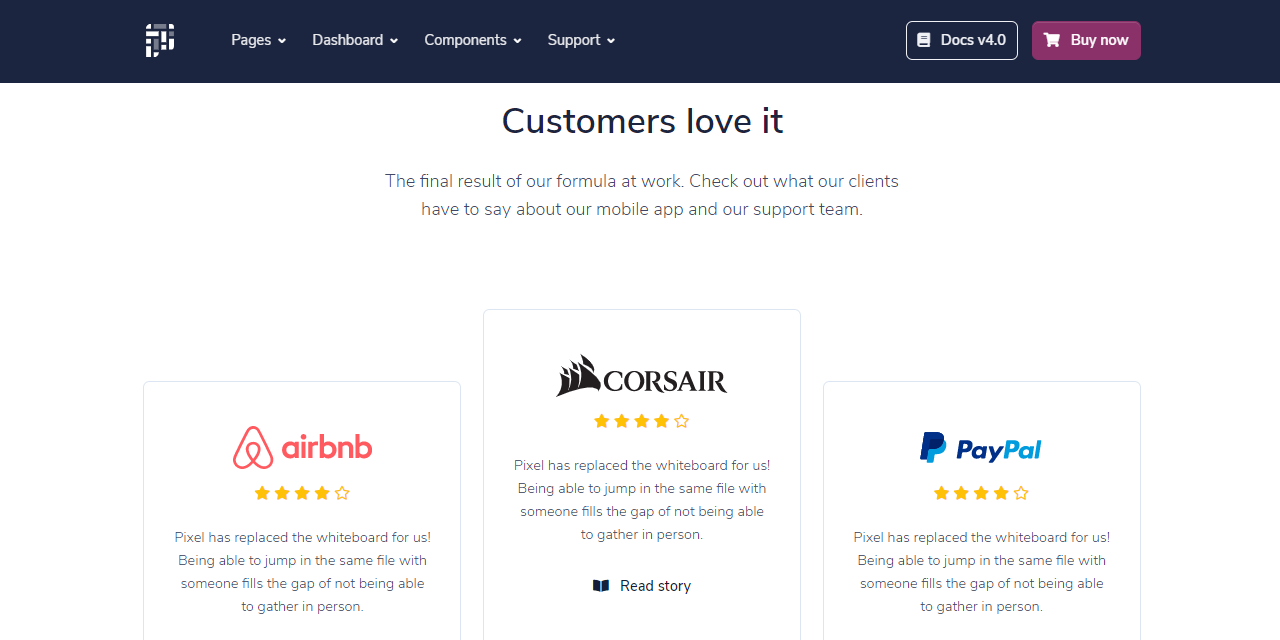 Pages Dashboard Components Support Docs v4.0 Buy now
Customers love it
The final result of our formula at work. Check out what our clients
have to say about our mobile app and our support team.
airbnb
Pixel has replaced the whiteboard for us!
Being able to jump in the same file with
someone fills the gap of not being able
to gather in person.
CORSAIR
Pixel has replaced the whiteboard for us!
Being able to jump in the same file with
someone fills the gap of not being able
to gather in person.
Read story
PayPal
Pixel has replaced the whiteboard for us!
Being able to jump in the same file with
someone fills the gap of not being able
to gather in person.